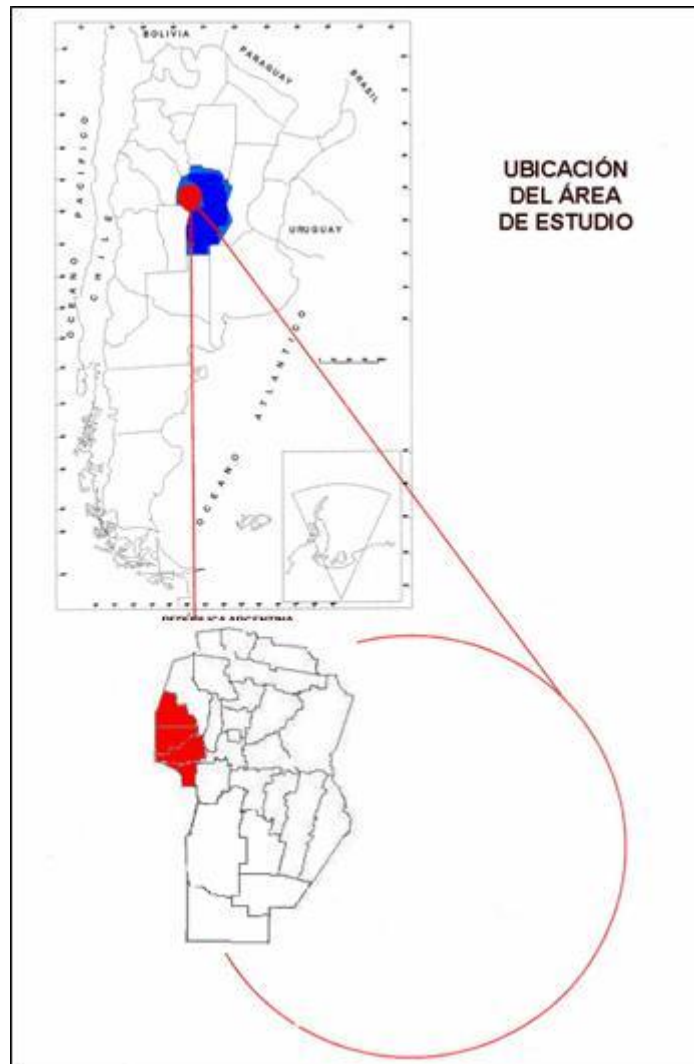 BOLIVIA
PARAGUAY
BRASIL
OCEANO PACIFICO
CHILE
URUGUAY
OCEANO ATLANTICO
UBICACIÓN
DEL ÁREA
DE ESTUDIO
REPÚBLICA ARGENTINA